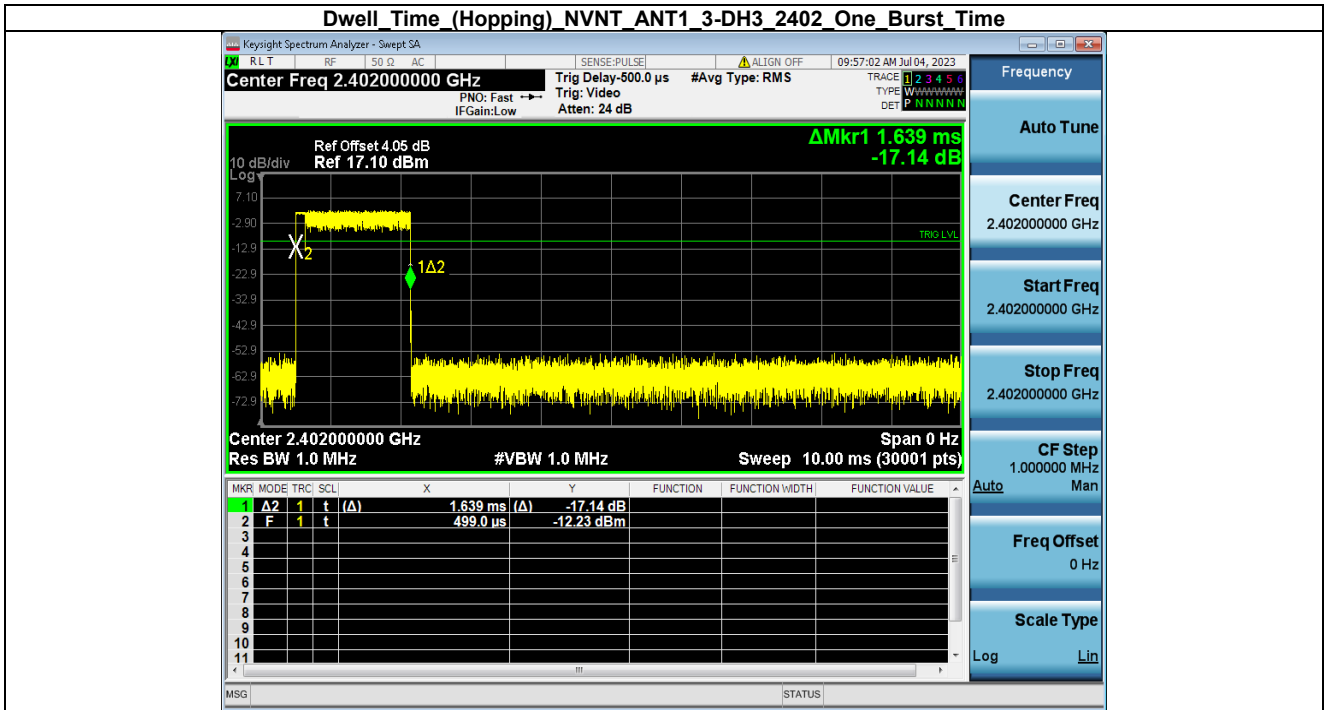 Dwell_Time_(Hopping)_NVNT_ANT1_3-DH3_2402_One_Burst_Time
Keysight Spectrum Analyzer - Swept SA
LXI RLT RF 50 Ω AC SENSE:PULSE ALIGN OFF 09:57:02 AM Jul 04, 2023
Center Freq 2.402000000 GHz
PNO: Fast
IFGain:Low
Trig Delay-500.0 µs
Trig: Video
Atten: 24 dB
#Avg Type: RMS
TRACE 1 2 3 4 5 6
TYPE WWWWWW
DET P N N N N N
Frequency
ΔMkr1 1.639 ms
-17.14 dB
Ref Offset 4.05 dB
10 dB/div Ref 17.10 dBm
Log
7.10
-2.90
-12.9
-22.9
-32.9
-42.9
-52.9
-62.9
-72.9
TRIG LVL
2
1Δ2
Center 2.402000000 GHz Span 0 Hz
Res BW 1.0 MHz #VBW 1.0 MHz Sweep 10.00 ms (30001 pts)
MKR MODE TRC SCL X Y FUNCTION FUNCTION WIDTH FUNCTION VALUE
1 Δ2 1 t (Δ) 1.639 ms (Δ) -17.14 dB
2 F 1 t 499.0 µs -12.23 dBm
3
4
5
6
7
8
9
10
11
MSG STATUS
Auto Tune
Center Freq
2.402000000 GHz
Start Freq
2.402000000 GHz
Stop Freq
2.402000000 GHz
CF Step
1.000000 MHz
Auto Man
Freq Offset
0 Hz
Scale Type
Log Lin